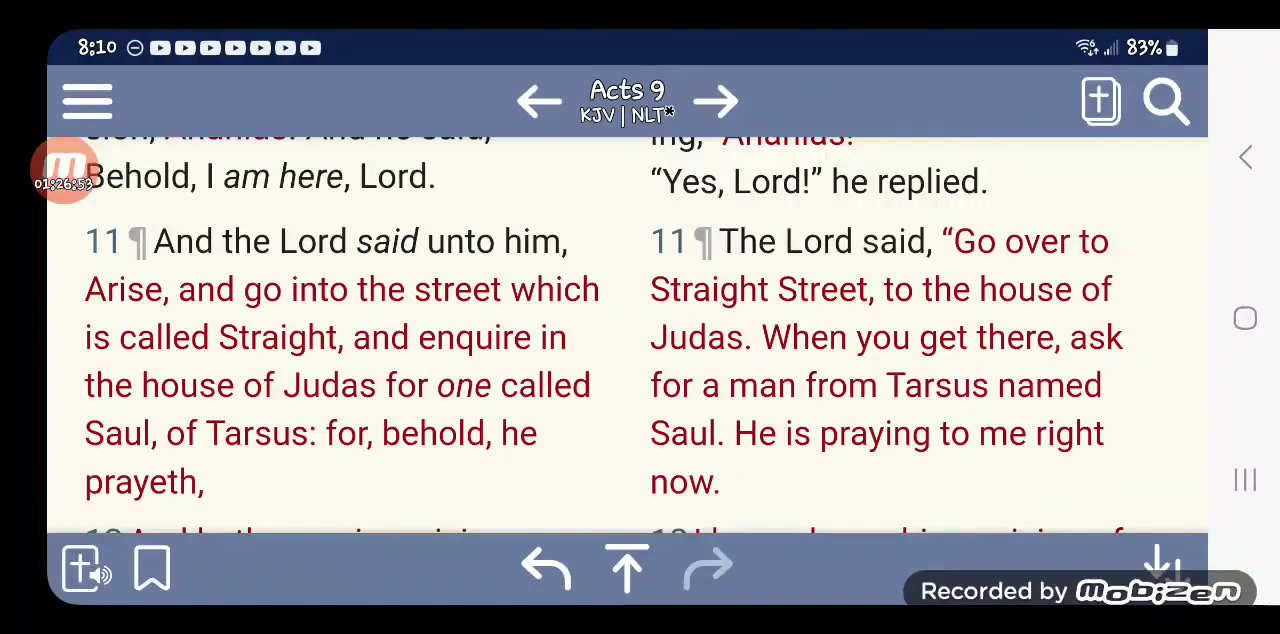 8:10
83%
Acts 9
KJV | NLT*
01:26:53
Behold, I am here, Lord.
11 ¶ And the Lord said unto him,
Arise, and go into the street which
is called Straight, and enquire in
the house of Judas for one called
Saul, of Tarsus: for, behold, he
prayeth,
ing, “Ananias!”
“Yes, Lord!” he replied.
11 ¶ The Lord said, “Go over to
Straight Street, to the house of
Judas. When you get there, ask
for a man from Tarsus named
Saul. He is praying to me right
now.
Recorded by mobizen